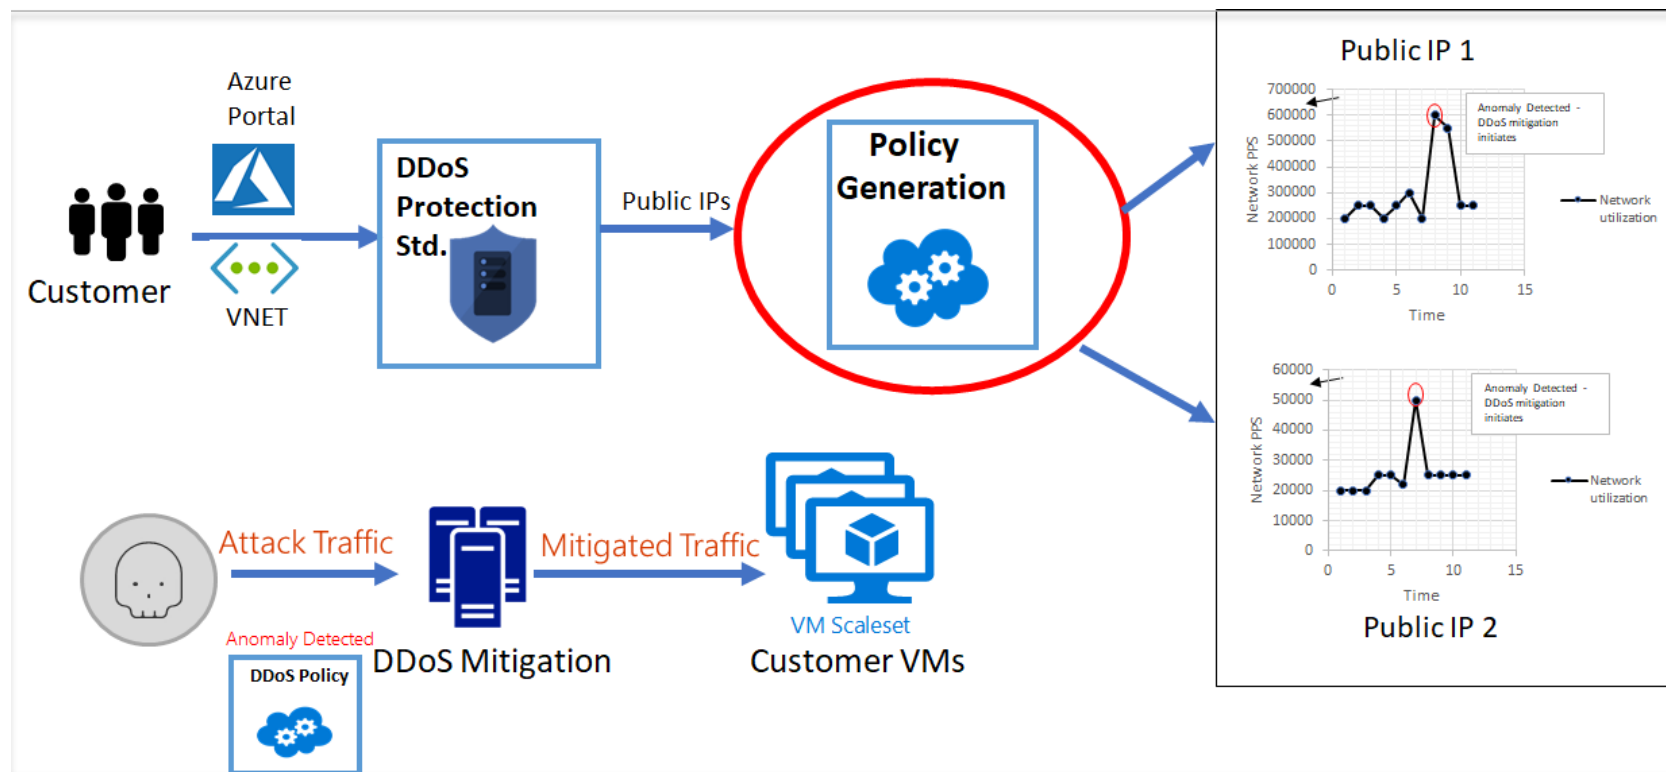 Azure
Portal
Customer
VNET
DDoS
Protection
Std.
Public IPs
Policy
Generation
Public IP 1
700000
600000
500000
400000
300000
200000
100000
0
Network PPS
0 5 10 15
Time
Anomaly Detected -
DDoS mitigation
initiates
Network
utilization
60000
50000
40000
30000
20000
10000
0
Network PPS
0 5 10 15
Time
Anomaly Detected -
DDoS mitigation
initiates
Network
utilization
Public IP 2
Attack Traffic
Mitigated Traffic
Anomaly Detected
DDoS Policy
DDoS Mitigation
VM Scaleset
Customer VMs